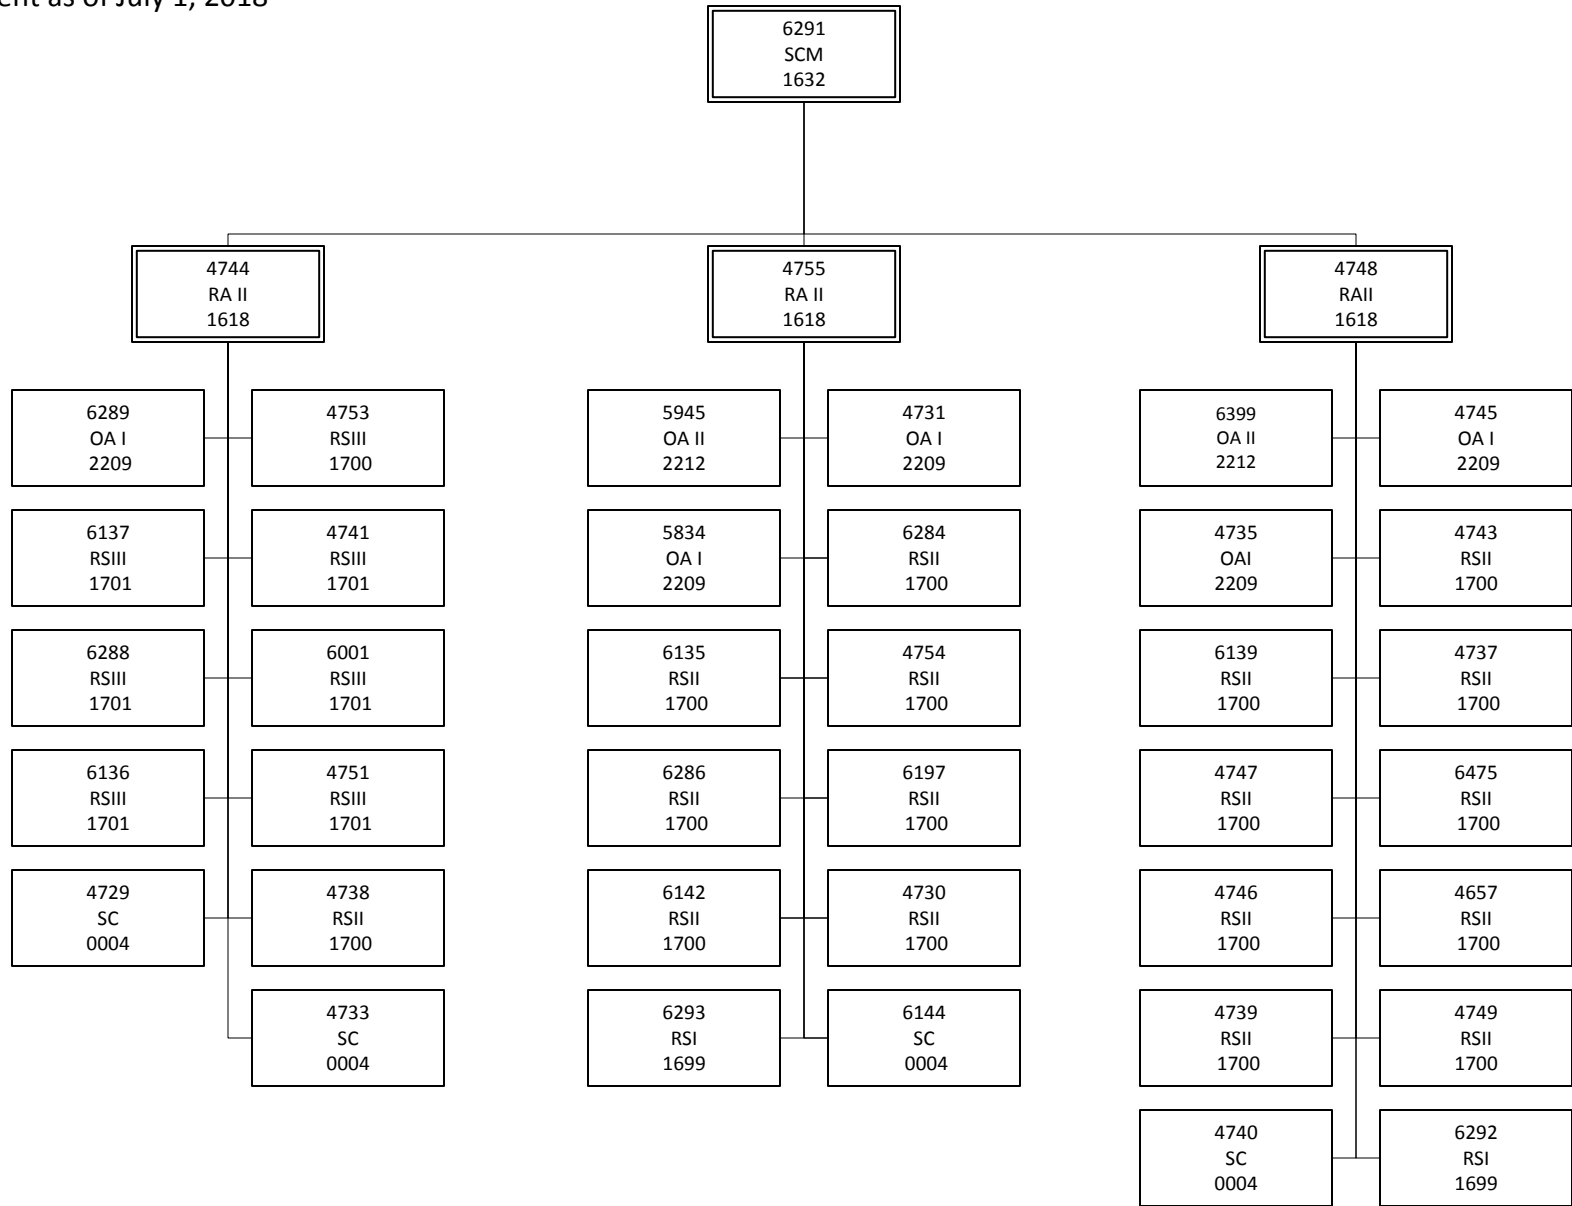 ent as of July 1, 2018
6291
SCM
1632
4744
RA II
1618
4755
RA II
1618
4748
RAII
1618
6289
OA I
2209
4753
RSIII
1700
5945
OA II
2212
4731
OA I
2209
6399
OA II
2212
4745
OA I
2209
6137
RSIII
1701
4741
RSIII
1701
5834
OA I
2209
6284
RSII
1700
4735
OAI
2209
4743
RSII
1700
6288
RSIII
1701
6001
RSIII
1701
6135
RSII
1700
4754
RSII
1700
6139
RSII
1700
4737
RSII
1700
6136
RSIII
1701
4751
RSIII
1701
6286
RSII
1700
6197
RSII
1700
4747
RSII
1700
6475
RSII
1700
4729
SC
0004
4738
RSII
1700
6142
RSII
1700
4730
RSII
1700
4746
RSII
1700
4657
RSII
1700
4733
SC
0004
6293
RSI
1699
6144
SC
0004
4739
RSII
1700
4749
RSII
1700
4740
SC
0004
6292
RSI
1699